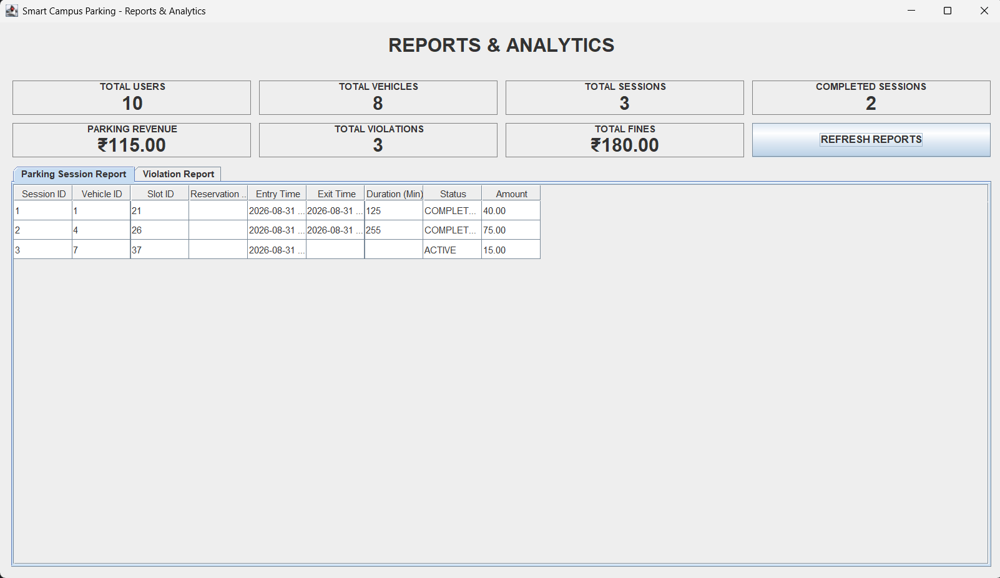 Smart Campus Parking - Reports & Analytics
REPORTS & ANALYTICS
TOTAL USERS
10
TOTAL VEHICLES
8
TOTAL SESSIONS
3
COMPLETED SESSIONS
2
PARKING REVENUE
₹115.00
TOTAL VIOLATIONS
3
TOTAL FINES
₹180.00
REFRESH REPORTS
Parking Session Report Violation Report
Session ID Vehicle ID Slot ID Reservation .. Entry Time Exit Time Duration (Min) Status Amount
1 1 21 2026-08-31 ... 2026-08-31 ... 125 COMPLET... 40.00
2 4 26 2026-08-31 ... 2026-08-31 ... 255 COMPLET... 75.00
3 7 37 2026-08-31 ... ACTIVE 15.00